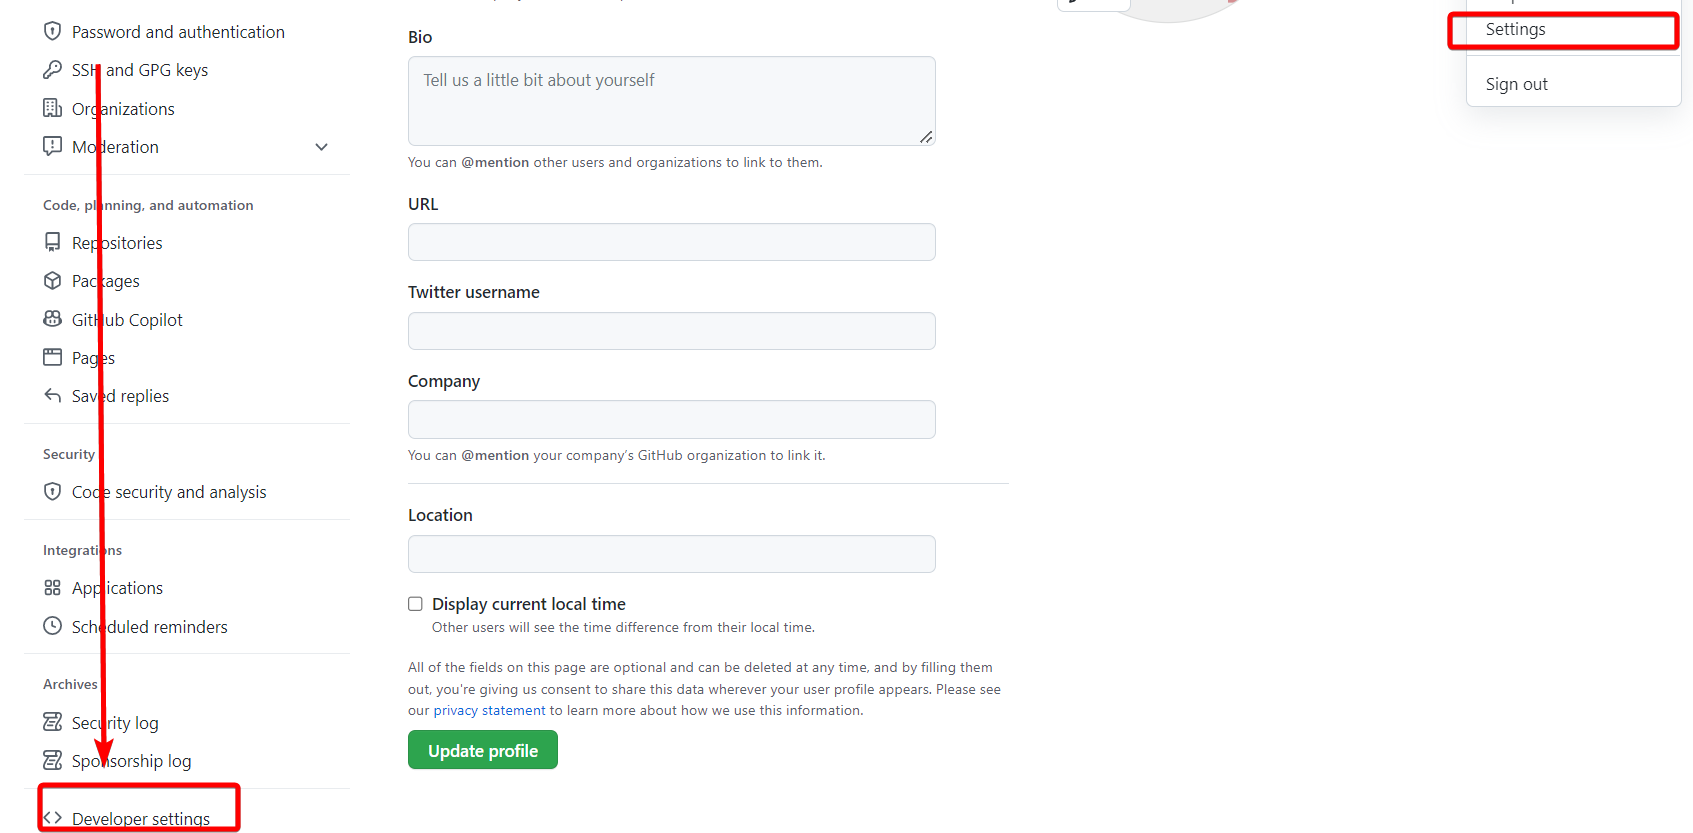 Password and authentication
SSH and GPG keys
Organizations
Moderation
Code, planning, and automation
Repositories
Packages
GitHub Copilot
Pages
Saved replies
Security
Code security and analysis
Integrations
Applications
Scheduled reminders
Archives
Security log
Sponsorship log
Developer settings
Bio
Tell us a little bit about yourself
You can @mention other users and organizations to link to them.
URL
Twitter username
Company
You can @mention your company’s GitHub organization to link it.
Location
Display current local time
Other users will see the time difference from their local time.
All of the fields on this page are optional and can be deleted at any time, and by filling them
out, you're giving us consent to share this data wherever your user profile appears. Please see
our privacy statement to learn more about how we use this information.
Update profile
Settings
Sign out